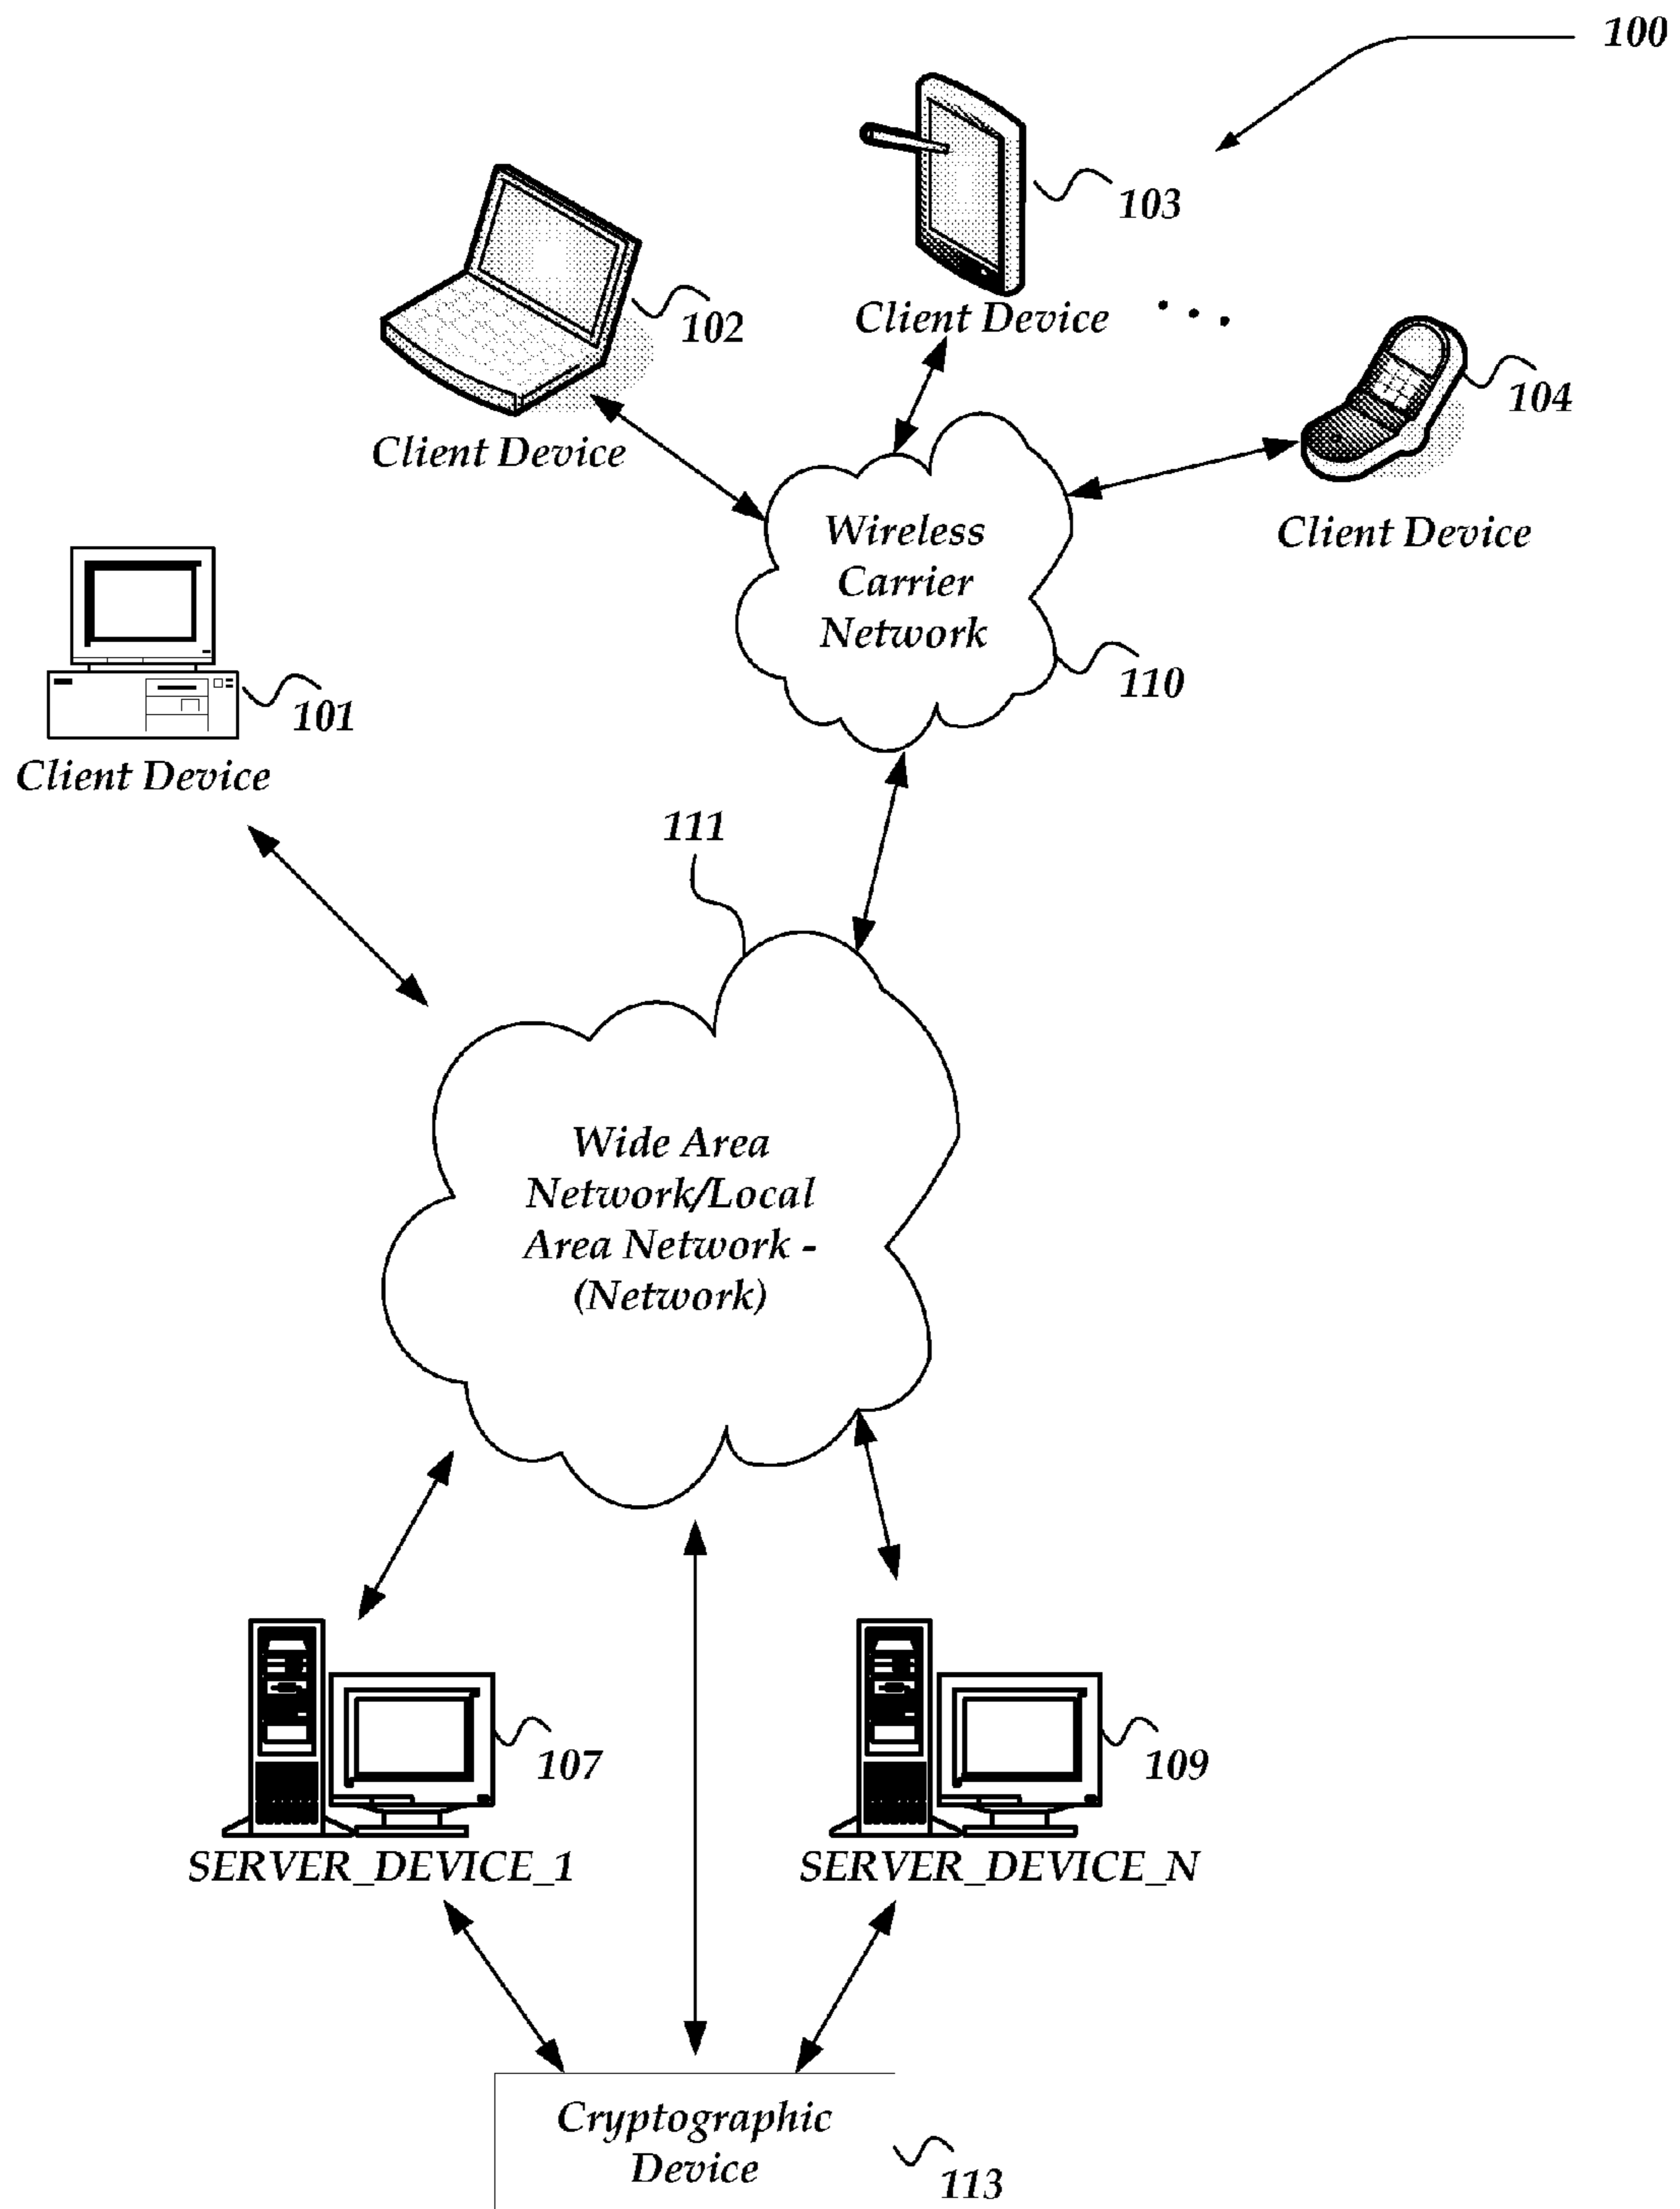 100
103
Client Device
. . .
102
Client Device
104
Client Device
Wireless
Carrier
Network
110
101
Client Device
111
Wide Area
Network/Local
Area Network -
(Network)
107
SERVER_DEVICE_1
109
SERVER_DEVICE_N
Cryptographic
Device
113